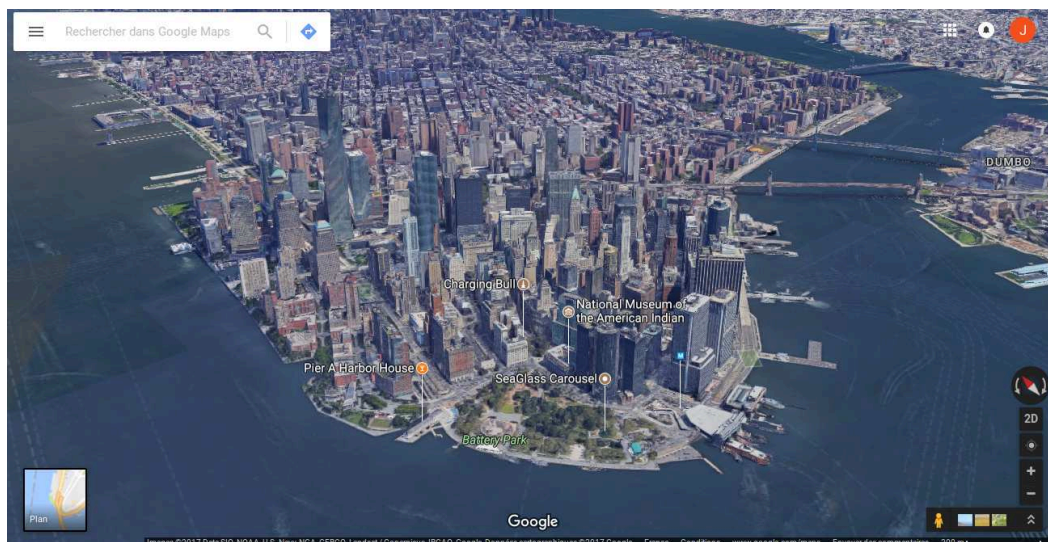 Rechercher dans Google Maps
J
DUMBO
Charging Bull
National Museum of
the American Indian
M
Pier A Harbor House
SeaGlass Carousel
Battery Park
2D
+
−
Plan
Google